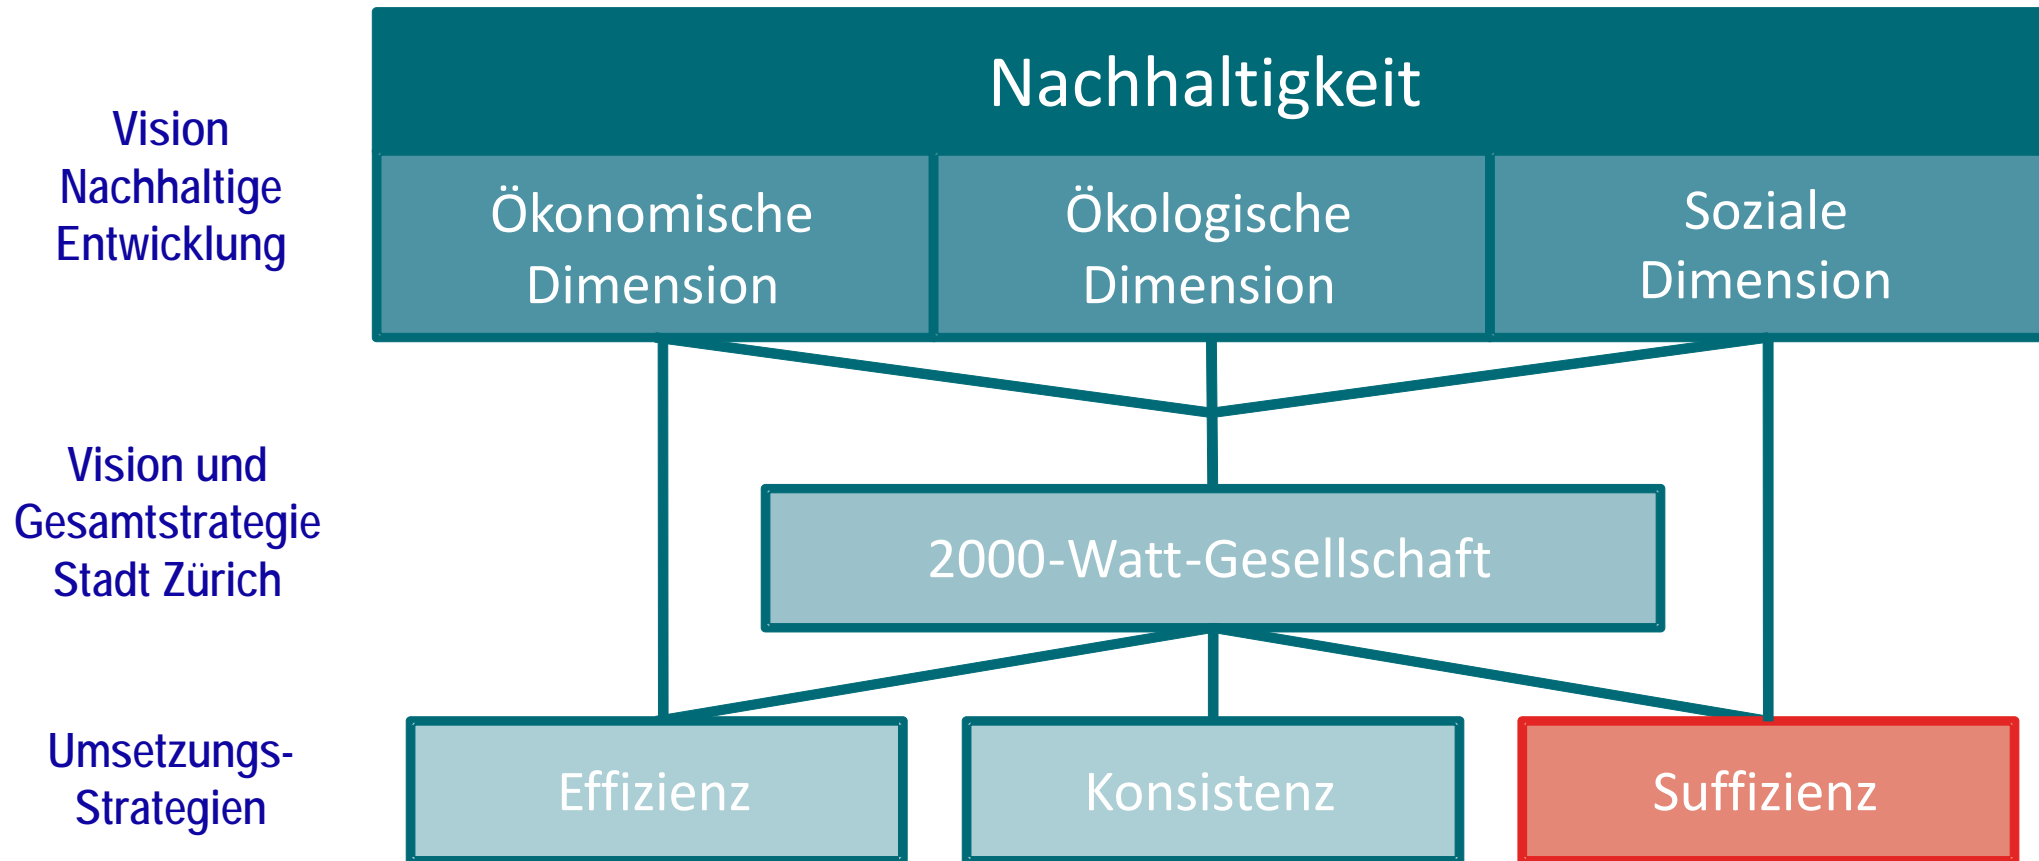 Nachhaltigkeit
Vision
Nachhaltige
Entwicklung
Ökonomische
Dimension
Ökologische
Dimension
Soziale
Dimension
Vision und
Gesamtstrategie
Stadt Zürich
2000-Watt-Gesellschaft
Umsetzungs-
Strategien
Effizienz
Konsistenz
Suffizienz